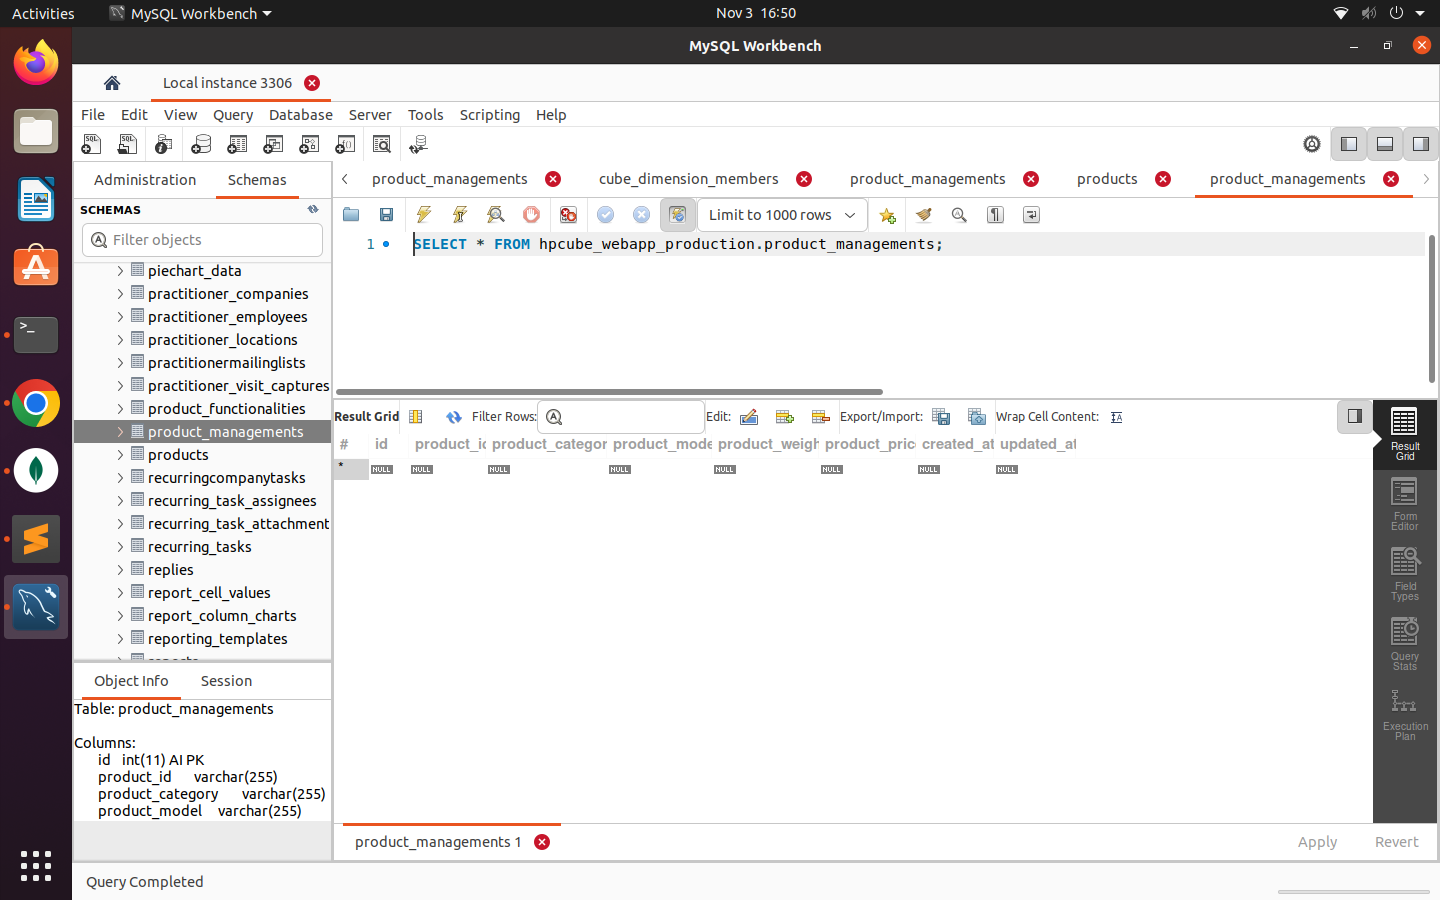 Activities
MySQL Workbench
Nov 3 16:50
MySQL Workbench
Local instance 3306
File Edit View Query Database Server Tools Scripting Help
Administration Schemas
product_managements cube_dimension_members product_managements products product_managements
SCHEMAS
Filter objects
Limit to 1000 rows
1 SELECT * FROM hpcube_webapp_production.product_managements;
piechart_data
practitioner_companies
practitioner_employees
practitioner_locations
practitionermailinglists
practitioner_visit_captures
product_functionalities
product_managements
products
recurringcompanytasks
recurring_task_assignees
recurring_task_attachment
recurring_tasks
replies
report_cell_values
report_column_charts
reporting_templates
Result Grid Filter Rows: Edit: Export/Import: Wrap Cell Content:
# id product_id product_categor product_mode product_weigh product_pric created_at updated_at
* NULL NULL NULL NULL NULL NULL NULL NULL
Result
Grid
Form
Editor
Field
Types
Query
Stats
Execution
Plan
Object Info Session
Table: product_managements
Columns:
id int(11) AI PK
product_id varchar(255)
product_category varchar(255)
product_model varchar(255)
product_managements 1
Apply Revert
Query Completed